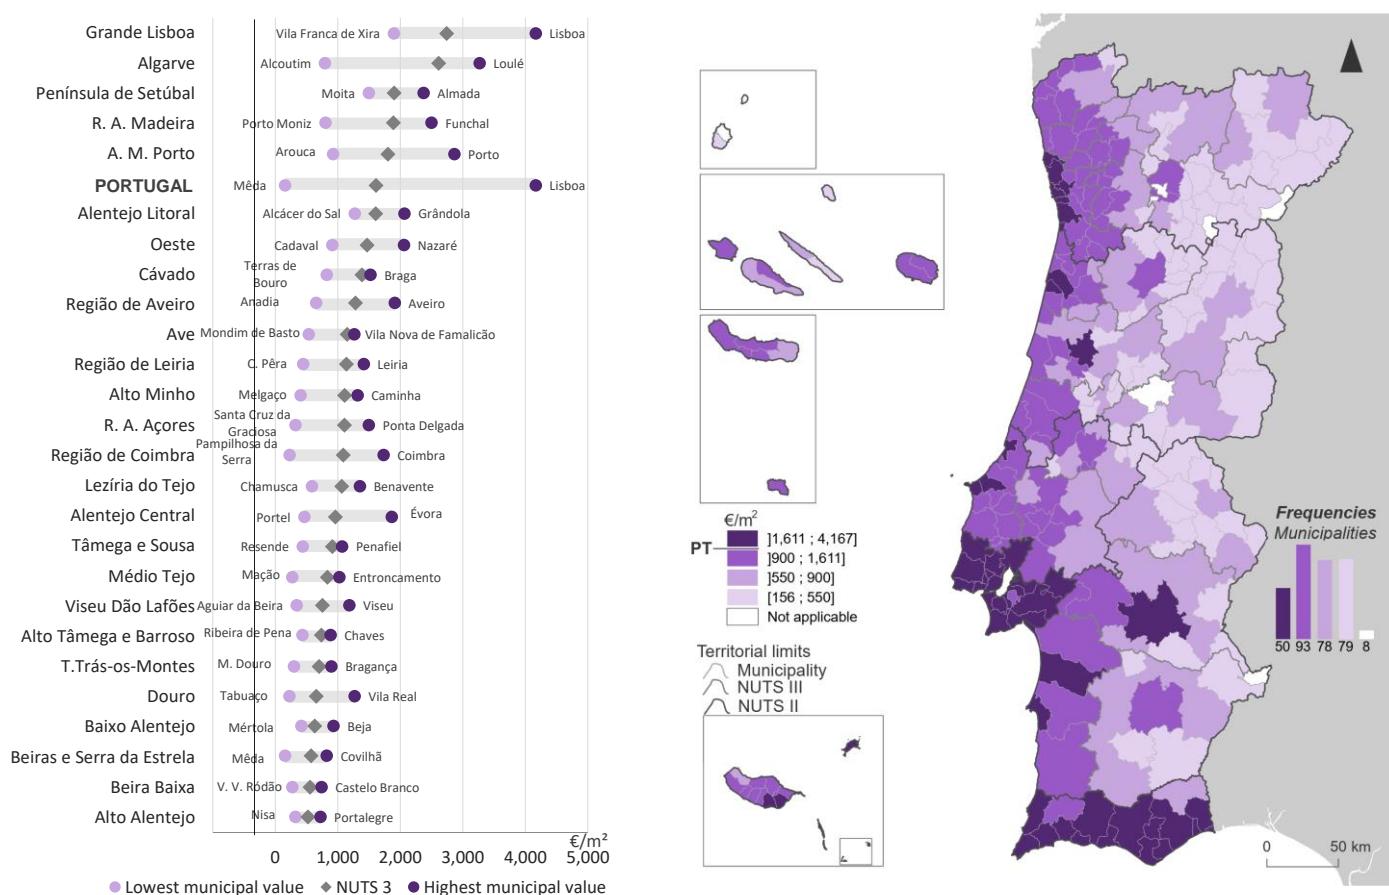 Grande Lisboa Vila Franca de Xira Lisboa
Algarve Alcoutim Loulé
Península de Setúbal Moita Almada
R. A. Madeira Porto Moniz Funchal
A. M. Porto Arouca Porto
PORTUGAL Mêda Lisboa
Alentejo Litoral Alcácer do Sal Grândola
Oeste Cadaval Nazaré
Cávado Terras de Bouro Braga
Região de Aveiro Anadia Aveiro
Ave Mondim de Basto Vila Nova de Famalicão
Região de Leiria C. Pêra Leiria
Alto Minho Melgaço Caminha
R. A. Açores Santa Cruz da Graciosa Ponta Delgada
Região de Coimbra Pampilhosa da Serra Coimbra
Lezíria do Tejo Chamusca Benavente
Alentejo Central Portel Évora
Tâmega e Sousa Resende Penafiel
Médio Tejo Mação Entroncamento
Viseu Dão Lafões Aguiar da Beira Viseu
Alto Tâmega e Barroso Ribeira de Pena Chaves
T.Trás-os-Montes M. Douro Bragança
Douro Tabuaço Vila Real
Baixo Alentejo Mértola Beja
Beiras e Serra da Estrela Mêda Covilhã
Beira Baixa V. V. Ródão Castelo Branco
Alto Alentejo Nisa Portalegre
€/m²
0 1,000 2,000 3,000 4,000 5,000
Lowest municipal value NUTS 3 Highest municipal value
€/m²
PT
]1,611 ; 4,167]
]900 ; 1,611]
]550 ; 900]
[156 ; 550]
Not applicable
Territorial limits
Municipality
NUTS III
NUTS II
Frequencies
Municipalities
50 93 78 79 8
0 50 km